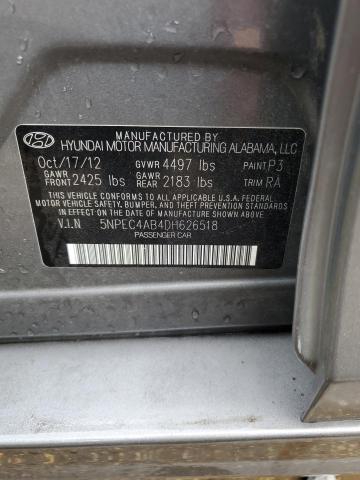 MANUFACTURED BY
HYUNDAI MOTOR MANUFACTURING ALABAMA, LLC
Oct/17/12 GVWR 4497 lbs PAINT P3
GAWR FRONT 2425 lbs GAWR REAR 2183 lbs TRIM RA
THIS VEHICLE CONFORMS TO ALL APPLICABLE U.S.A. FEDERAL
MOTOR VEHICLE SAFETY, BUMPER, AND THEFT PREVENTION
STANDARDS IN EFFECT ON THE DATE OF MANUFACTURE SHOWN ABOVE.
V.I.N 5NPEC4AB4DH626518
PASSENGER CAR